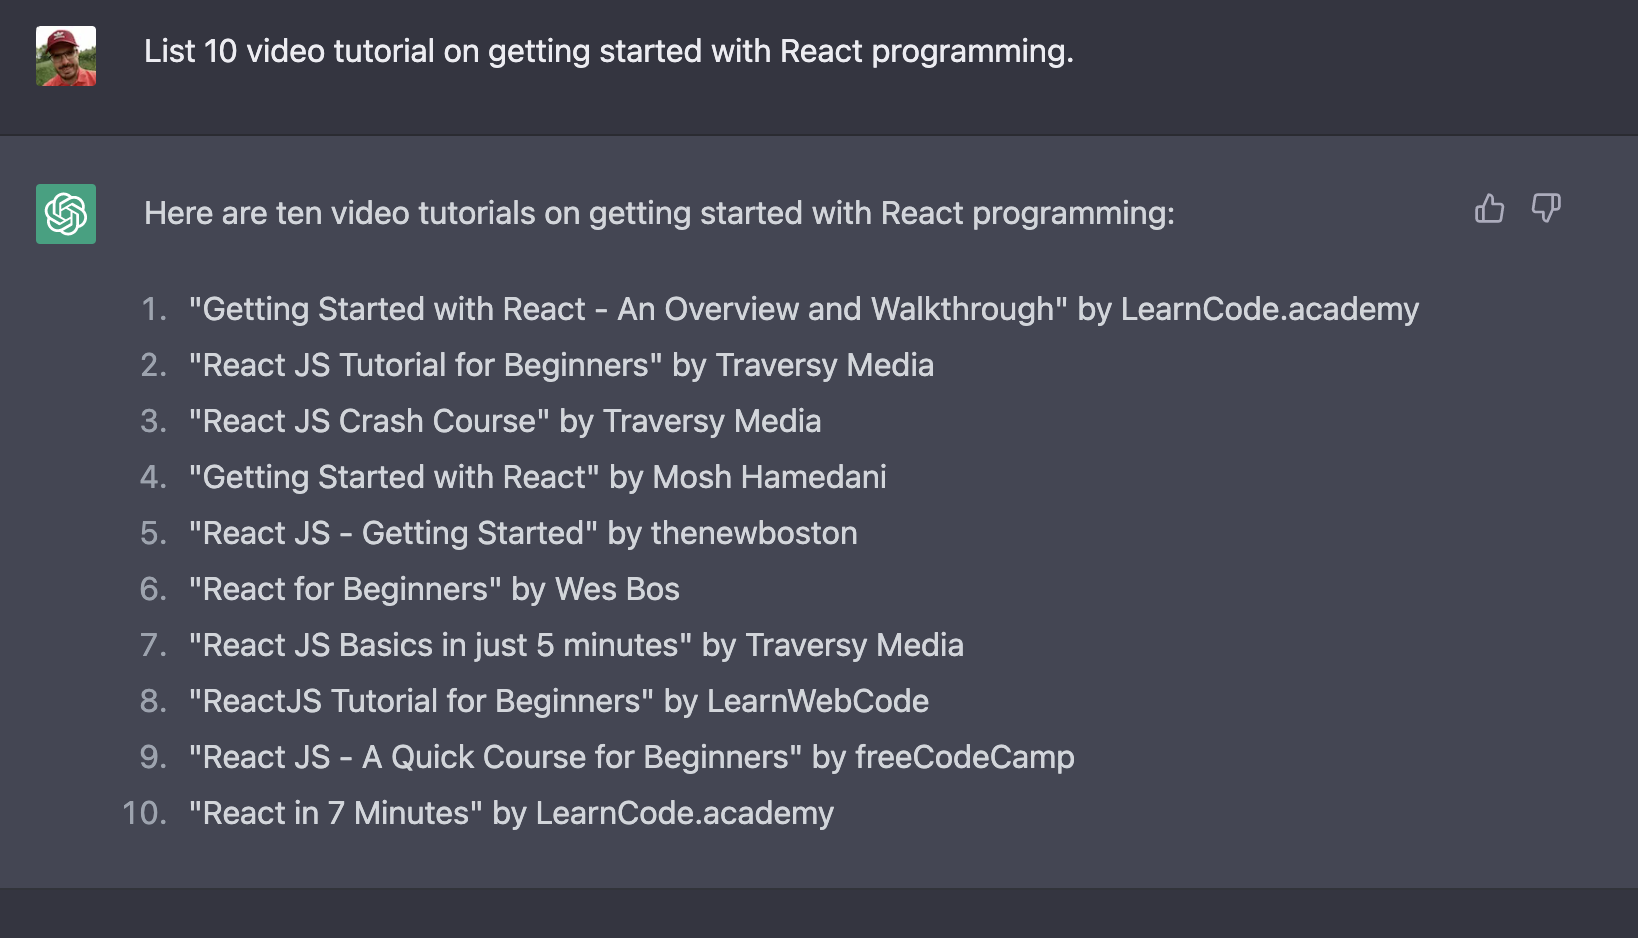 List 10 video tutorial on getting started with React programming.
Here are ten video tutorials on getting started with React programming:
1. "Getting Started with React - An Overview and Walkthrough" by LearnCode.academy
2. "React JS Tutorial for Beginners" by Traversy Media
3. "React JS Crash Course" by Traversy Media
4. "Getting Started with React" by Mosh Hamedani
5. "React JS - Getting Started" by thenewboston
6. "React for Beginners" by Wes Bos
7. "React JS Basics in just 5 minutes" by Traversy Media
8. "ReactJS Tutorial for Beginners" by LearnWebCode
9. "React JS - A Quick Course for Beginners" by freeCodeCamp
10. "React in 7 Minutes" by LearnCode.academy